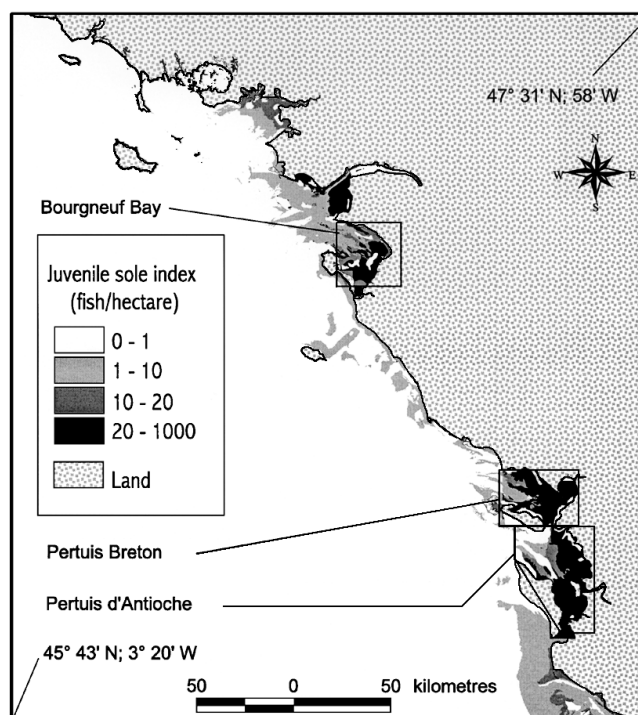 47° 31' N; 58' W
N
W E
S
Bourgneuf Bay
Juvenile sole index
(fish/hectare)
0 - 1
1 - 10
10 - 20
20 - 1000
Land
Pertuis Breton
Pertuis d'Antioche
45° 43' N; 3° 20' W
50 0 50 kilometres